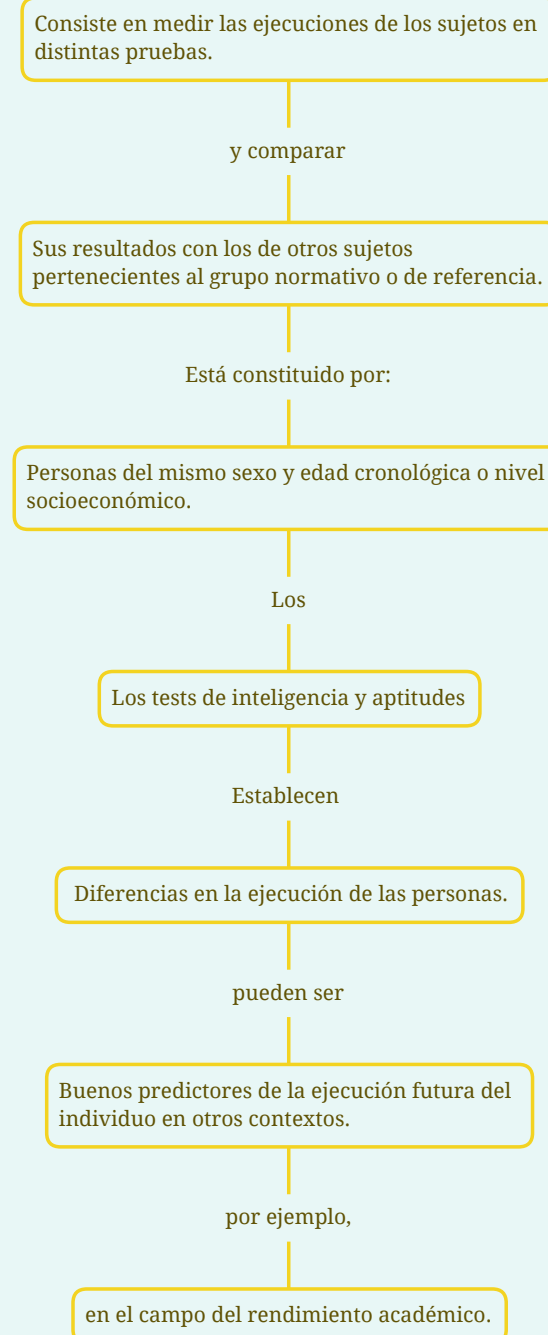 Consiste en medir las ejecuciones de los sujetos en
distintas pruebas.
y comparar
Sus resultados con los de otros sujetos
pertenecientes al grupo normativo o de referencia.
Está constituido por:
Personas del mismo sexo y edad cronológica o nivel
socioeconómico.
Los
Los tests de inteligencia y aptitudes
Establecen
Diferencias en la ejecución de las personas.
pueden ser
Buenos predictores de la ejecución futura del
individuo en otros contextos.
por ejemplo,
en el campo del rendimiento académico.